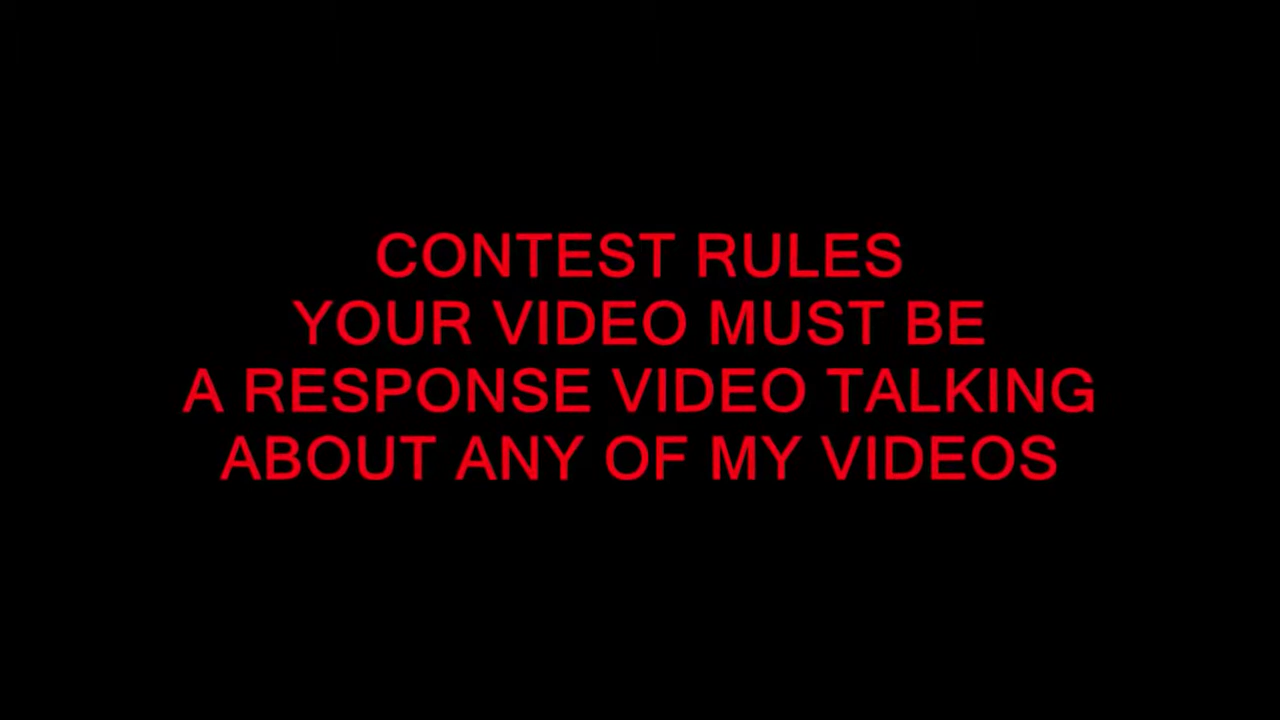 CONTEST RULES
YOUR VIDEO MUST BE
A RESPONSE VIDEO TALKING
ABOUT ANY OF MY VIDEOS